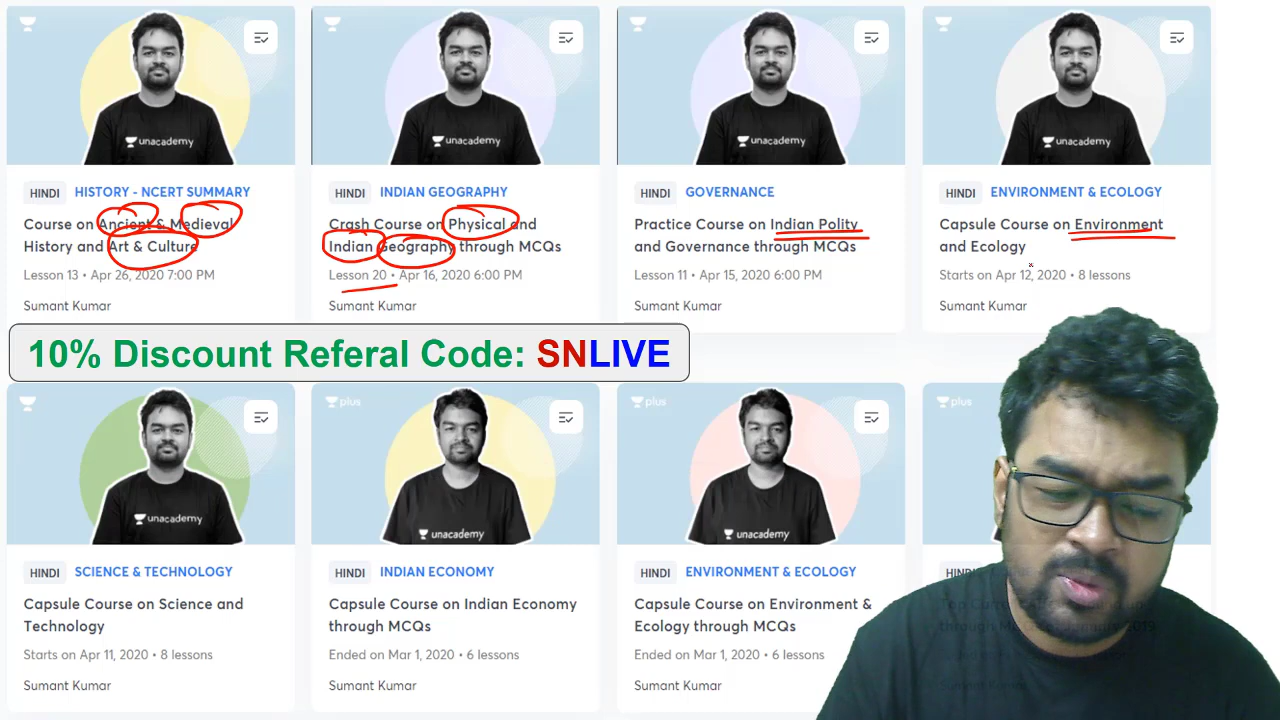 unacademy
unacademy
unacademy
unacademy
HINDI HISTORY - NCERT SUMMARY
Course on Ancient & Medieval
History and Art & Culture
Lesson 13 • Apr 26, 2020 7:00 PM
Sumant Kumar
HINDI INDIAN GEOGRAPHY
Crash Course on Physical and
Indian Geography through MCQs
Lesson 20 • Apr 16, 2020 6:00 PM
Sumant Kumar
HINDI GOVERNANCE
Practice Course on Indian Polity
and Governance through MCQs
Lesson 11 • Apr 15, 2020 6:00 PM
Sumant Kumar
HINDI ENVIRONMENT & ECOLOGY
Capsule Course on Environment
and Ecology
Starts on Apr 12, 2020 • 8 lessons
Sumant Kumar
10% Discount Referal Code: SNLIVE
unacademy
HINDI SCIENCE & TECHNOLOGY
Capsule Course on Science and
Technology
Starts on Apr 11, 2020 • 8 lessons
Sumant Kumar
plus
unacademy
HINDI INDIAN ECONOMY
Capsule Course on Indian Economy
through MCQs
Ended on Mar 1, 2020 • 6 lessons
Sumant Kumar
plus
unacademy
HINDI ENVIRONMENT & ECOLOGY
Capsule Course on Environment &
Ecology through MCQs
Ended on Mar 1, 2020 • 6 lessons
Sumant Kumar
plus
HINDI